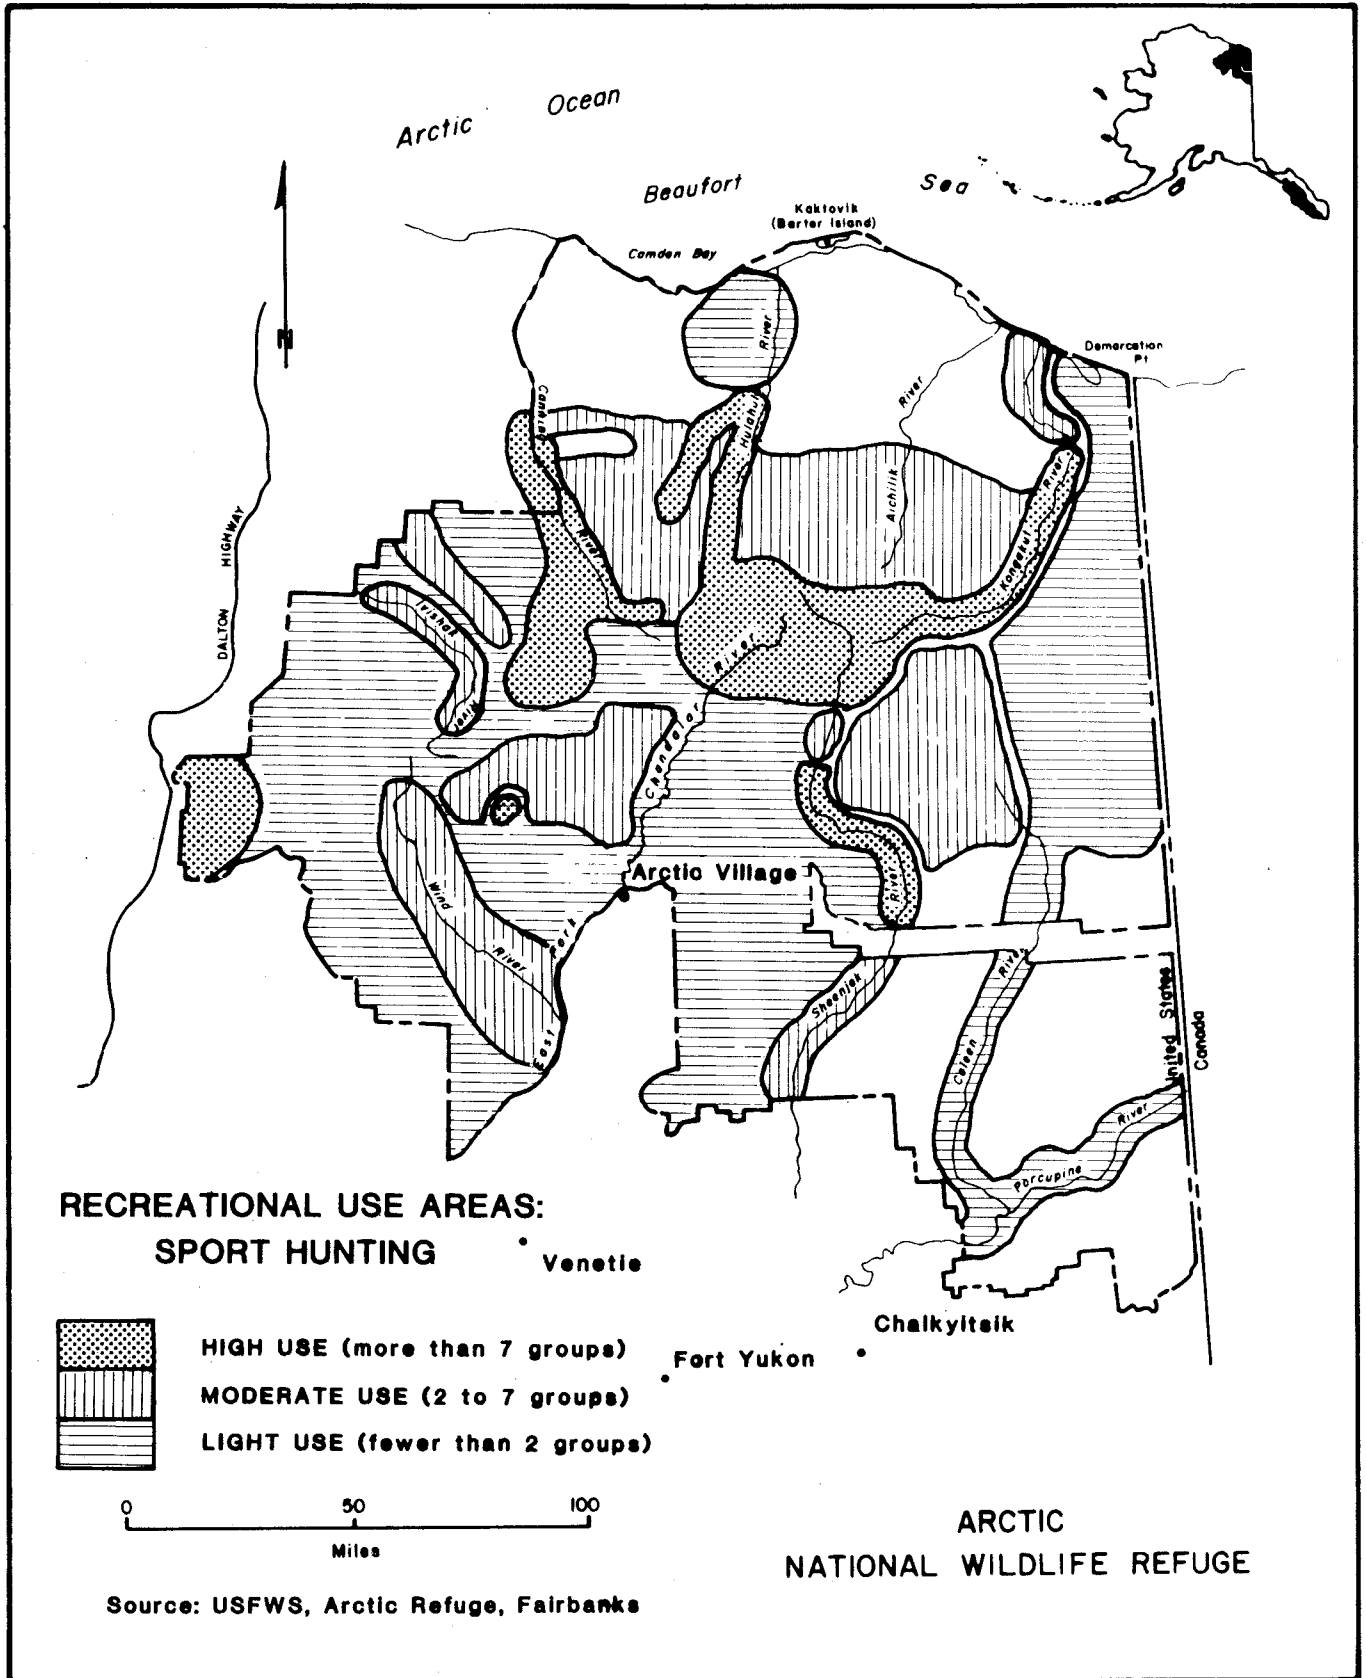 Arctic Ocean
Beaufort Sea
Kaktovik
(Barter Island)
Camden Bay
Demarcation
Pt
N
River
Hulahula
Canning
River
River
Aichilik
River
Kongakut
DALTON HIGHWAY
Ivishak
River
River
Chandalar
Arctic Village
River
Wind
River
Fork
East
Sheenjek
River
Coleen
United States
Canada
River
Porcupine
RECREATIONAL USE AREAS:
SPORT HUNTING
Venetie
Chalkyitsik
Fort Yukon
HIGH USE (more than 7 groups)
MODERATE USE (2 to 7 groups)
LIGHT USE (fewer than 2 groups)
0 50 100
Miles
ARCTIC
NATIONAL WILDLIFE REFUGE
Source: USFWS, Arctic Refuge, Fairbanks